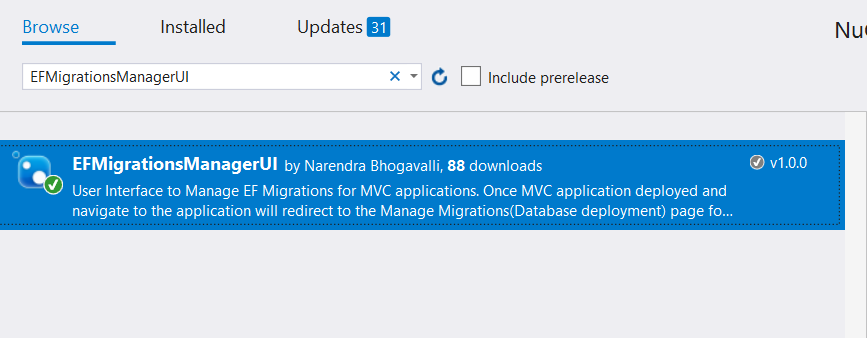 Browse Installed Updates 31
Nu
EFMigrationsManagerUI Include prerelease
EFMigrationsManagerUI by Narendra Bhogavalli, 88 downloads v1.0.0
User Interface to Manage EF Migrations for MVC applications. Once MVC application deployed and
navigate to the application will redirect to the Manage Migrations(Database deployment) page fo...